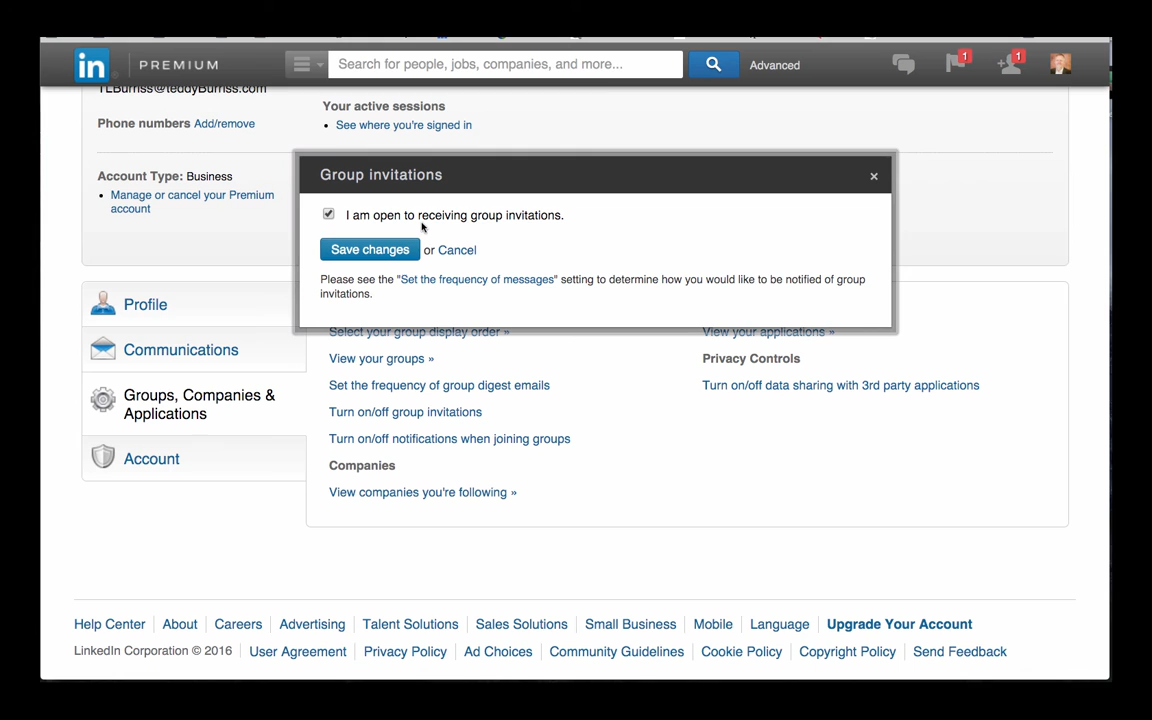 in PREMIUM Search for people, jobs, companies, and more... Advanced 1 1
TLBurriss@teddyBurriss.com
Phone numbers Add/remove
Account Type: Business
Manage or cancel your Premium
account
Your active sessions
See where you're signed in
Group invitations ×
I am open to receiving group invitations.
Save changes or Cancel
Please see the "Set the frequency of messages" setting to determine how you would like to be notified of group
invitations.
Profile
Communications
Groups, Companies &
Applications
Account
Select your group display order »
View your groups »
Set the frequency of group digest emails
Turn on/off group invitations
Turn on/off notifications when joining groups
Companies
View companies you're following »
View your applications »
Privacy Controls
Turn on/off data sharing with 3rd party applications
Help Center About Careers Advertising Talent Solutions Sales Solutions Small Business Mobile Language Upgrade Your Account
LinkedIn Corporation © 2016 User Agreement Privacy Policy Ad Choices Community Guidelines Cookie Policy Copyright Policy Send Feedback